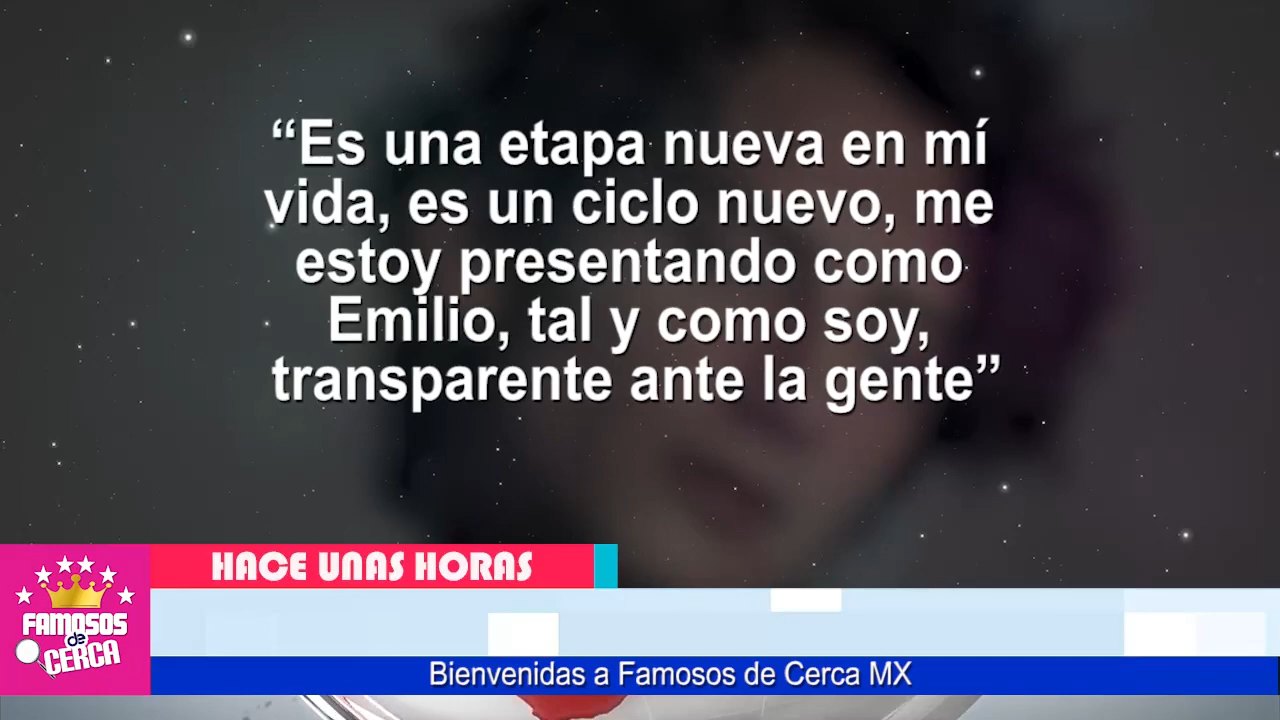 “Es una etapa nueva en mí
vida, es un ciclo nuevo, me
estoy presentando como
Emilio, tal y como soy,
transparente ante la gente”
HACE UNAS HORAS
FAMOSOS
de
CERCA
Bienvenidas a Famosos de Cerca MX